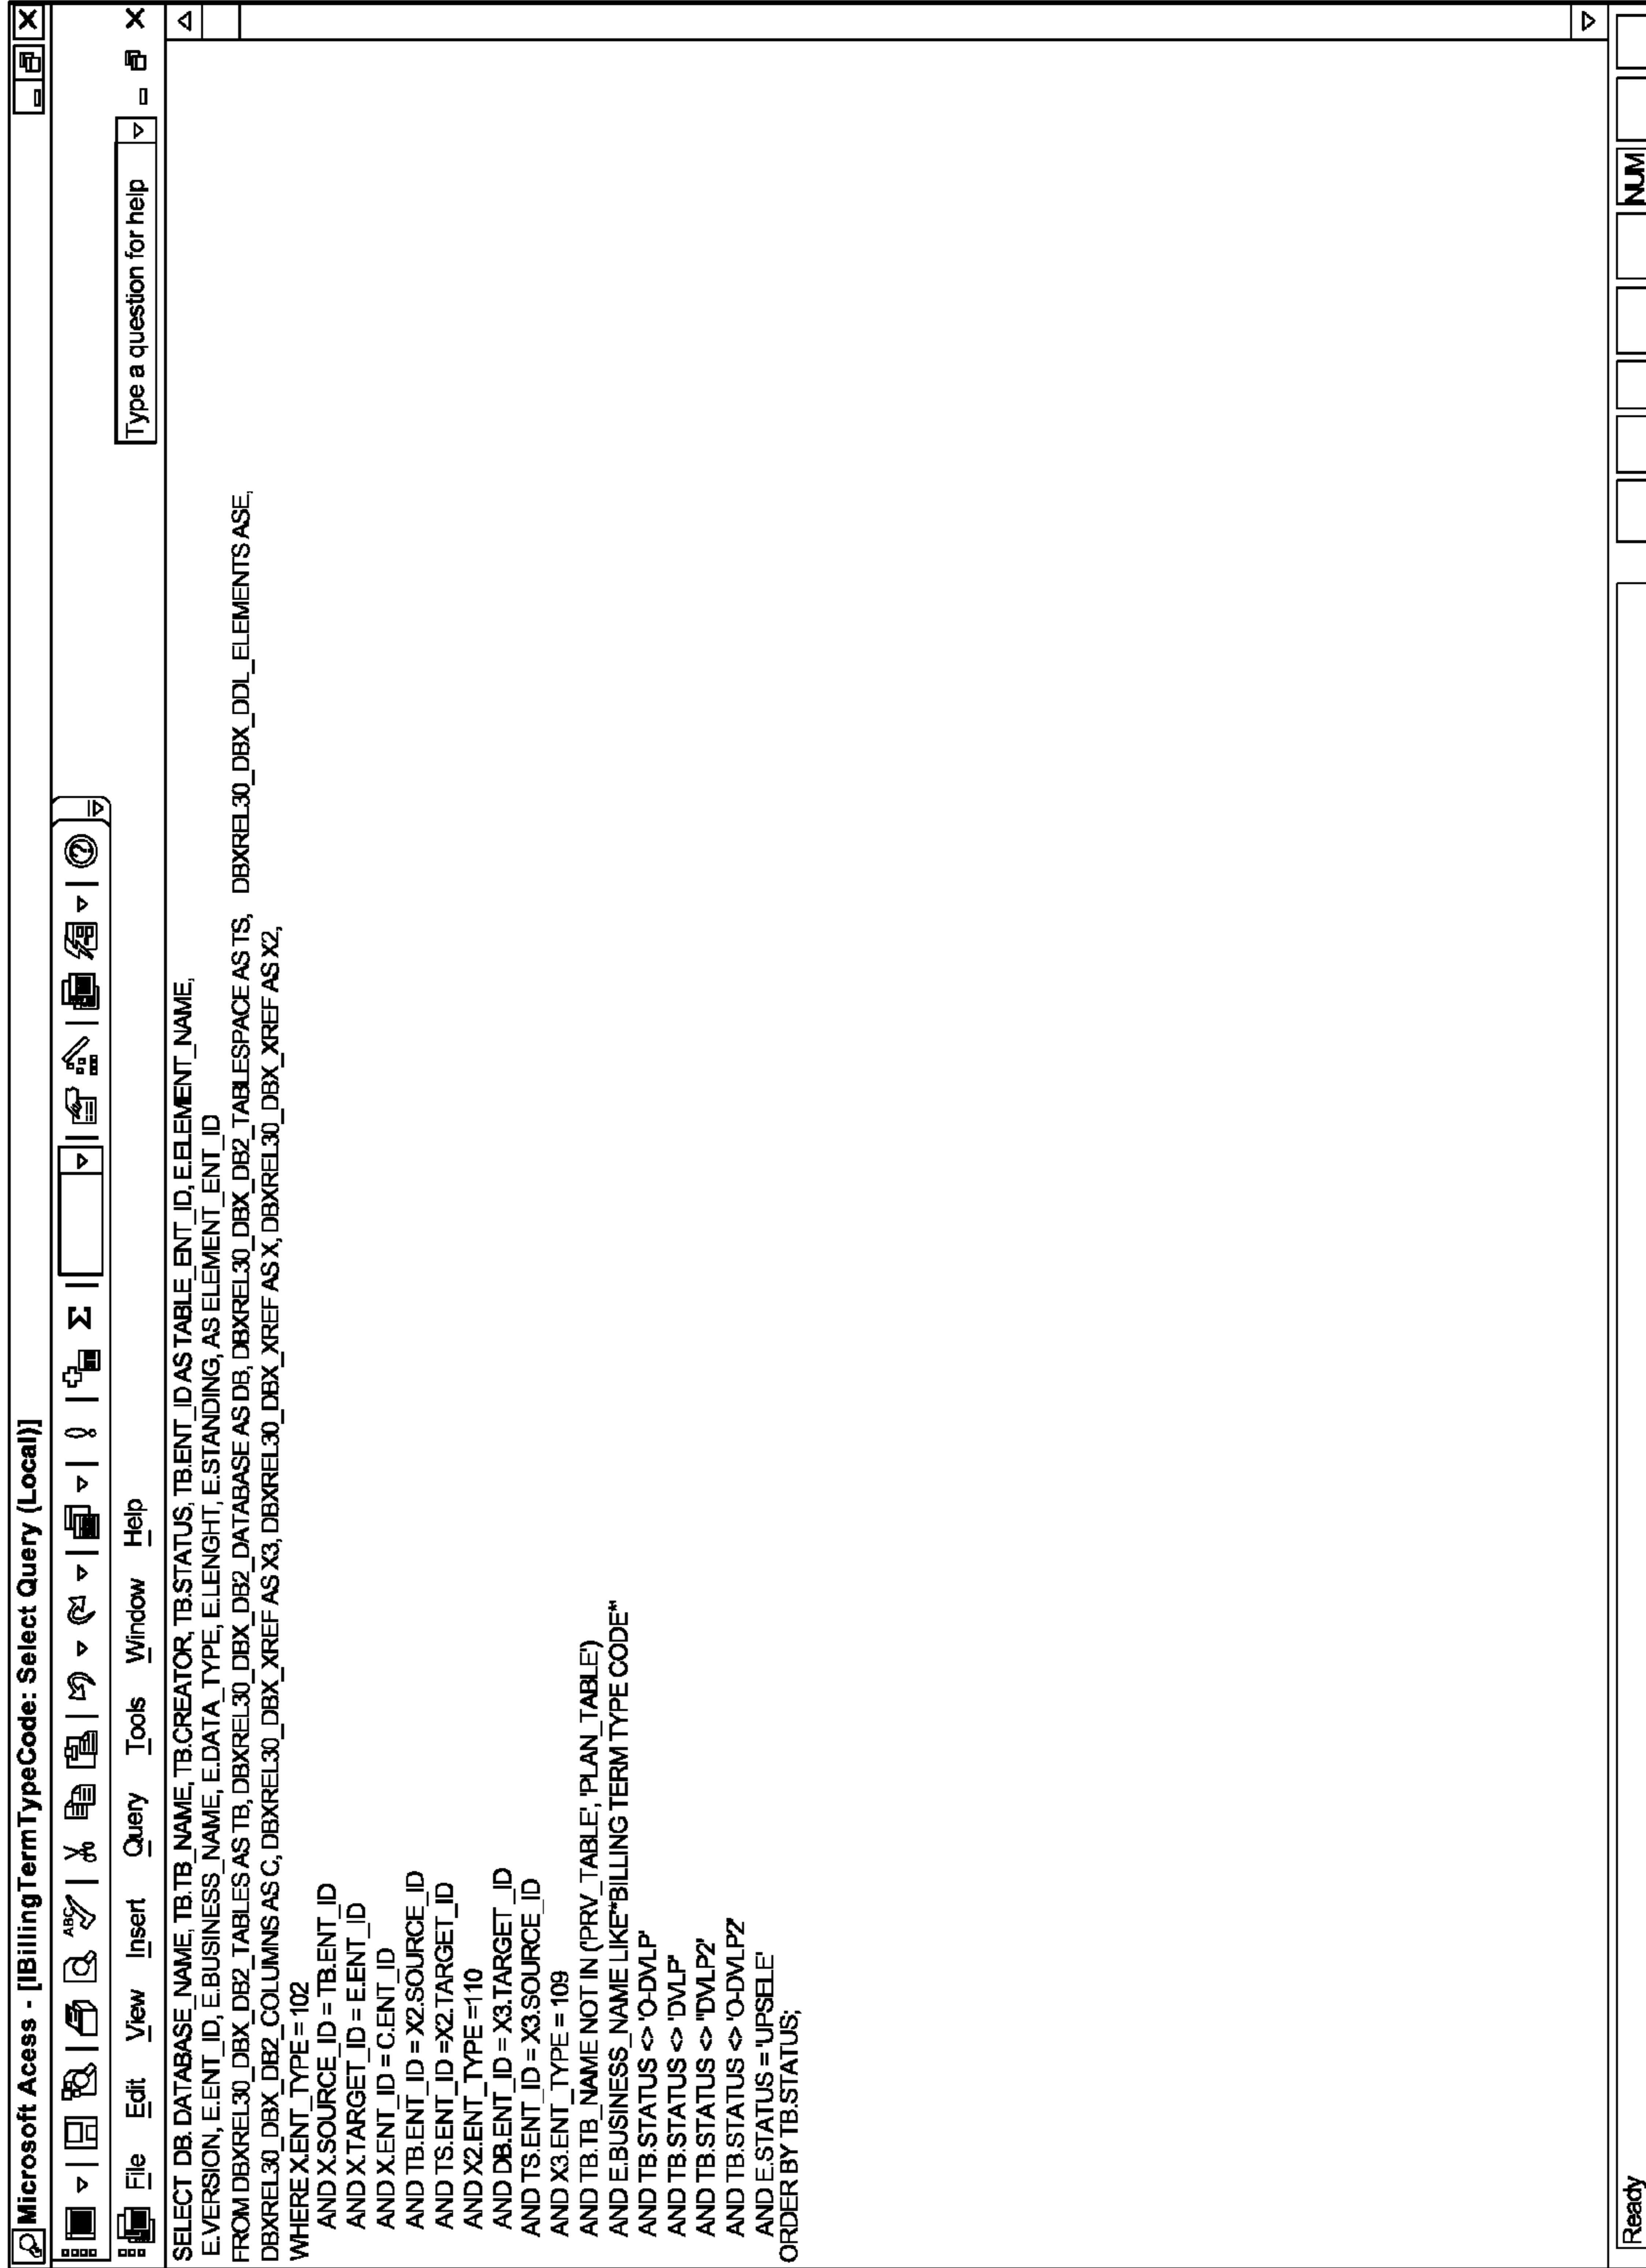 Microsoft Acess - [IBillingTermTypeCode: Select Query (Local)]
ABC
File Edit View Insert Query Tools Window Help
Type a question for help
SELECT DB. DATABASE_NAME, TB.TB_NAME, TB.CREATOR, TB.STATUS, TB.ENT_ID AS TABLE_ENT_ID, E.ELEMENT_NAME,
E.VERSION, E.ENT_ID, E.BUSINESS_NAME, E.DATA_TYPE, E.LENGHT, E.STANDING, AS ELEMENT_ENT_ID
FROM DBXREL30_DBX_DB2_TABLES AS TB, DBXREL30_DBX_DB2_DATABASE AS DB, DBXREL30_DBX_DB2_TABLESPACE AS TS, DBXREL30_DBX_DDL_ELEMENTS AS E,
DBXREL30_DBX_DB2_COLUMNS AS C, DBXREL30_DBX_XREF AS X3, DBXREL30_DBX_XREF AS X, DBXREL30_DBX_XREF AS X2,
WHERE X.ENT_TYPE = 102
AND X.SOURCE_ID = TB.ENT_ID
AND X.TARGET_ID = E.ENT_ID
AND X.ENT_ID = C.ENT_ID
AND TB.ENT_ID = X2.SOURCE_ID
AND TS.ENT_ID =X2.TARGET_ID
AND X2.ENT_TYPE =110
AND DB.ENT_ID = X3.TARGET_ID
AND TS.ENT_ID = X3.SOURCE_ID
AND X3.ENT_TYPE = 109
AND TB.TB_NAME NOT IN ('PRV_TABLE', 'PLAN_TABLE')
AND E.BUSINESS_NAME LIKE'*BILLING TERM TYPE CODE*'
AND TB.STATUS <> 'O-DVLP'
AND TB.STATUS <> 'DVLP'
AND TB.STATUS <> "DVLP2'
AND TB.STATUS <> 'O-DVLP2'
AND E.STATUS = 'UPSELE'
ORDER BY TB.STATUS;
Ready NUM